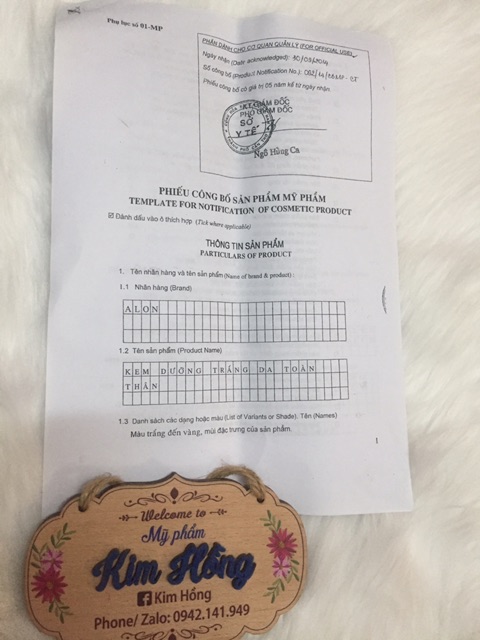 Phụ lục số 01-MP
PHẦN DÀNH CHO CƠ QUAN QUẢN LÝ (FOR OFFICIAL USE)
Ngày nhận (Date acknowledged):
Số công bố (Product Notification No.):
Phiếu công bố có giá trị 05 năm kể từ ngày nhận.
KT.GIÁM ĐỐC
PHÓ GIÁM ĐỐC
SỞ
Y TẾ
Ngô Hùng Ca
PHIẾU CÔNG BỐ SẢN PHẨM MỸ PHẨM
TEMPLATE FOR NOTIFICATION OF COSMETIC PRODUCT
Đánh dấu vào ô thích hợp (Tick where applicable)
THÔNG TIN SẢN PHẨM
PARTICULARS OF PRODUCT
1. Tên nhãn hàng và tên sản phẩm (Name of brand & product):
1.1 Nhãn hàng (Brand)
ALON
1.2 Tên sản phẩm (Product Name)
KEM DƯỠNG TRẮNG DA TOÀN
THÂN
1.3 Danh sách các dạng hoặc màu (List of Variants or Shade). Tên (Names)
Màu trắng đến vàng, mùi đặc trưng của sản phẩm.
1
Welcome to
Mỹ phẩm
Kim Hồng
Kim Hồng
Phone/ Zalo: 0942.141.949